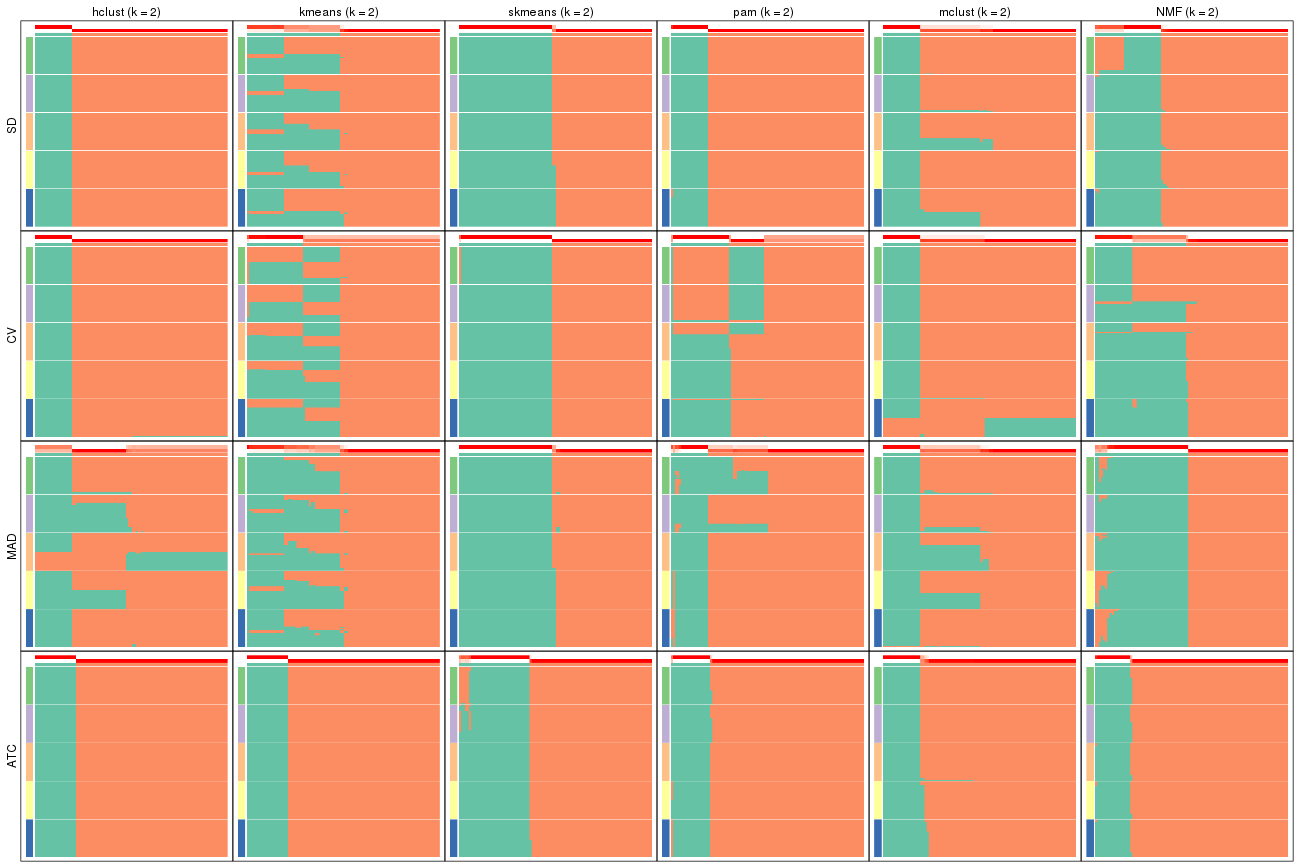 hclust (k = 2) kmeans (k = 2) skmeans (k = 2) pam (k = 2) mclust (k = 2) NMF (k = 2)
SD
CV
MAD
ATC